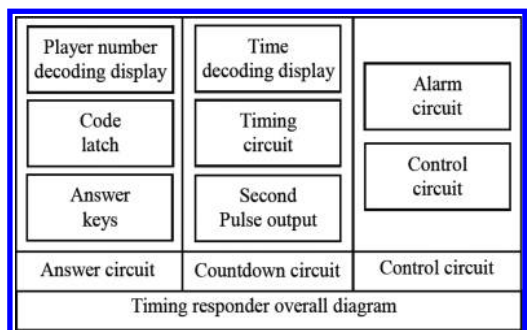 Player number
decoding display
Code
latch
Answer
keys
Answer circuit
Time
decoding display
Timing
circuit
Second
Pulse output
Countdown circuit
Alarm
circuit
Control
circuit
Control circuit
Timing responder overall diagram